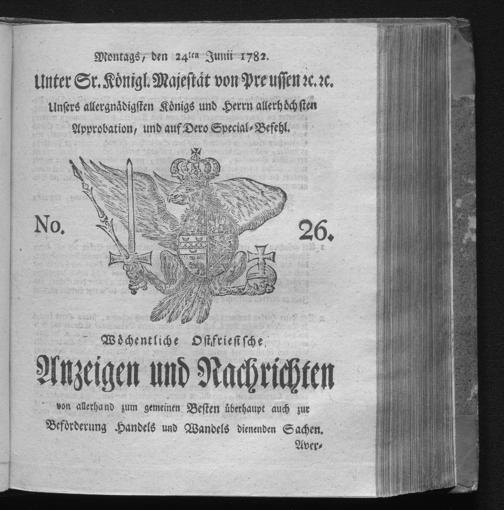 Montags, den 24ten Junii 1782.
Unter Sr. Königl. Majestät von Preussen ꝛc. ꝛc.
Unsers allergnädigsten Königs und Herrn allerhöchsten
Approbation, und auf Dero Special-Befehl.
No. 26.
Wöchentliche Ostfriesische
Anzeigen und Nachrichten
von allerhand zum gemeinen Besten überhaupt auch zur
Beförderung Handels und Wandels dienenden Sachen.
Aver-